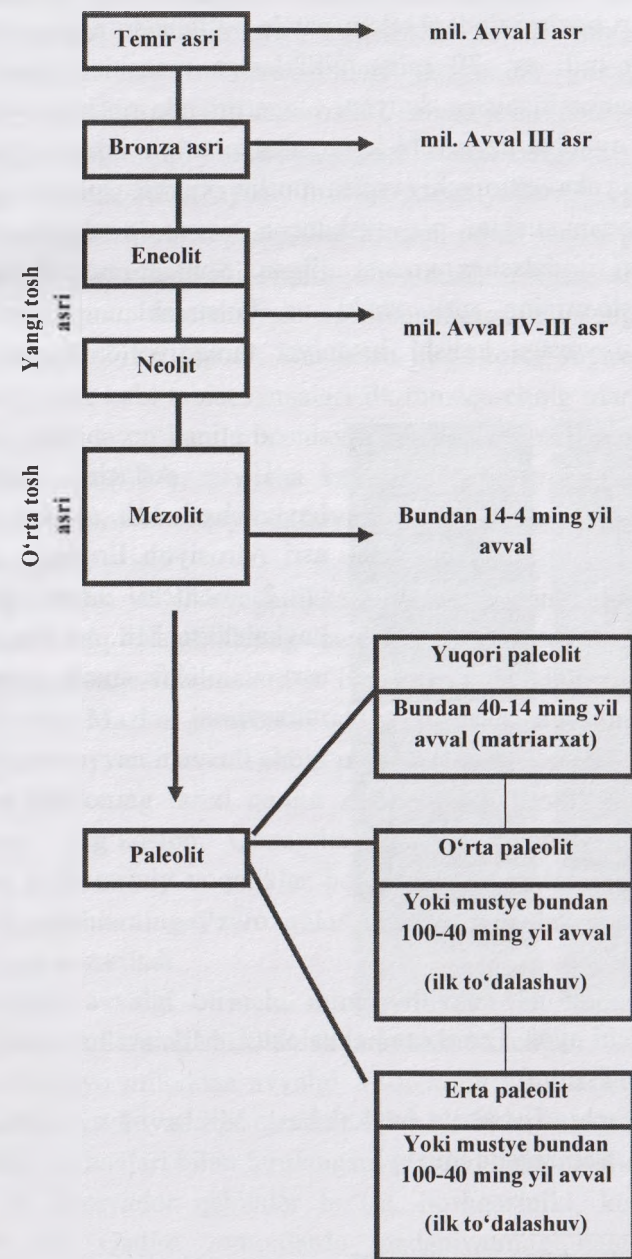 Temir asri
mil. Avval I asr
Bronza asri
mil. Avval III asr
Yangi tosh
asri
Eneolit
mil. Avval IV-III asr
Neolit
O‘rta tosh
asri
Mezolit
Bundan 14-4 ming yil
avval
Yuqori paleolit
Bundan 40-14 ming yil
avval (matriarxat)
Paleolit
O‘rta paleolit
Yoki mustye bundan
100-40 ming yil avval
(ilk to‘dalashuv)
Erta paleolit
Yoki mustye bundan
100-40 ming yil avval
(ilk to‘dalashuv)